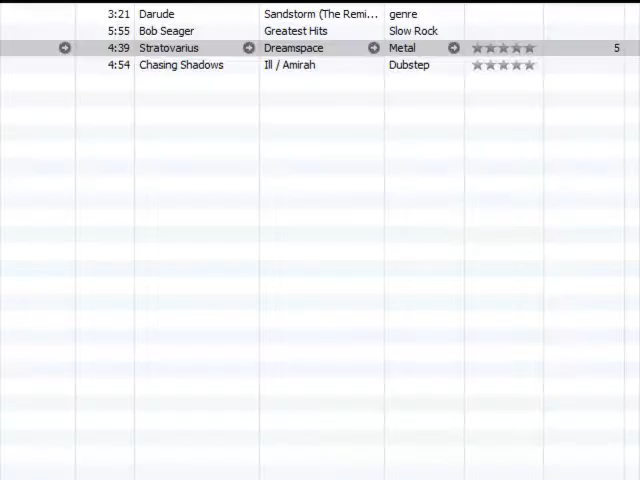 3:21 Darude Sandstorm (The Remi... genre
5:55 Bob Seager Greatest Hits Slow Rock
4:39 Stratovarius Dreamspace Metal 5
4:54 Chasing Shadows Ill / Amirah Dubstep